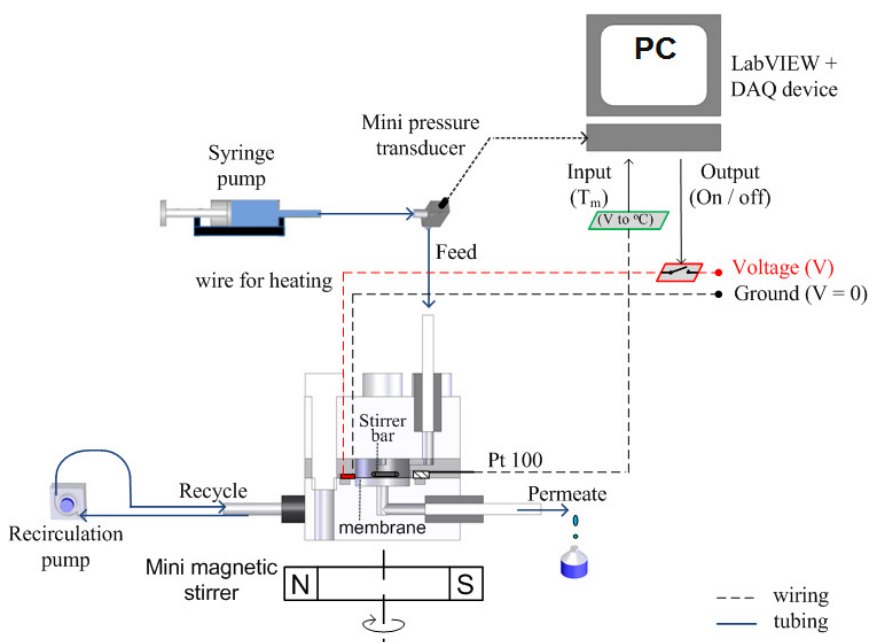 PC
LabVIEW +
DAQ device
Mini pressure
transducer
Syringe
pump
Input
(Tm)
Output
(On / off)
(V to ºC)
Feed
wire for heating
Voltage (V)
Ground (V = 0)
Stirrer
bar
Pt 100
Recycle
Permeate
membrane
Recirculation
pump
Mini magnetic
stirrer
N
S
wiring
tubing